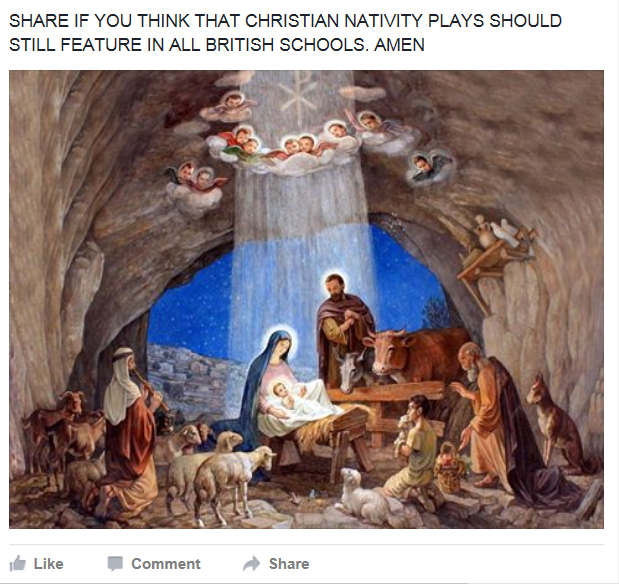 SHARE IF YOU THINK THAT CHRISTIAN NATIVITY PLAYS SHOULD
STILL FEATURE IN ALL BRITISH SCHOOLS. AMEN
Like Comment Share